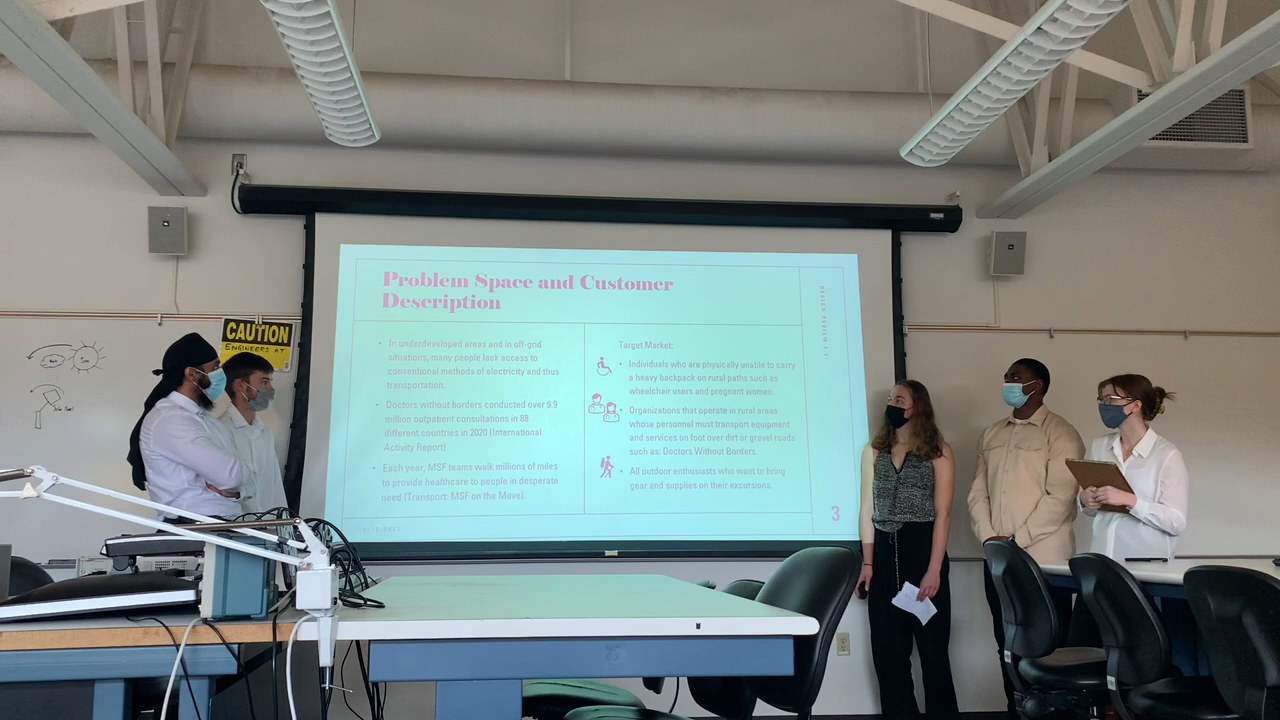 CAUTION
ENGINEERS AT
Problem Space and Customer
Description
• In underdeveloped areas and in off-grid
situations, many people lack access to
conventional methods of electricity and thus
transportation.
• Doctors without borders conducted over 9.9
million outpatient consultations in 88
different countries in 2020 (International
Activity Report)
• Each year, MSF teams walk millions of miles
to provide healthcare to people in desperate
need (Transport: MSF on the Move).
Target Market:
• Individuals who are physically unable to carry
a heavy backpack on rural paths such as
wheelchair users and pregnant women.
• Organizations that operate in rural areas
whose personnel must transport equipment
and services on foot over dirt or gravel roads
such as: Doctors Without Borders.
• All outdoor enthusiasts who want to bring
gear and supplies on their excursions.
DESIGN REVIEW
3